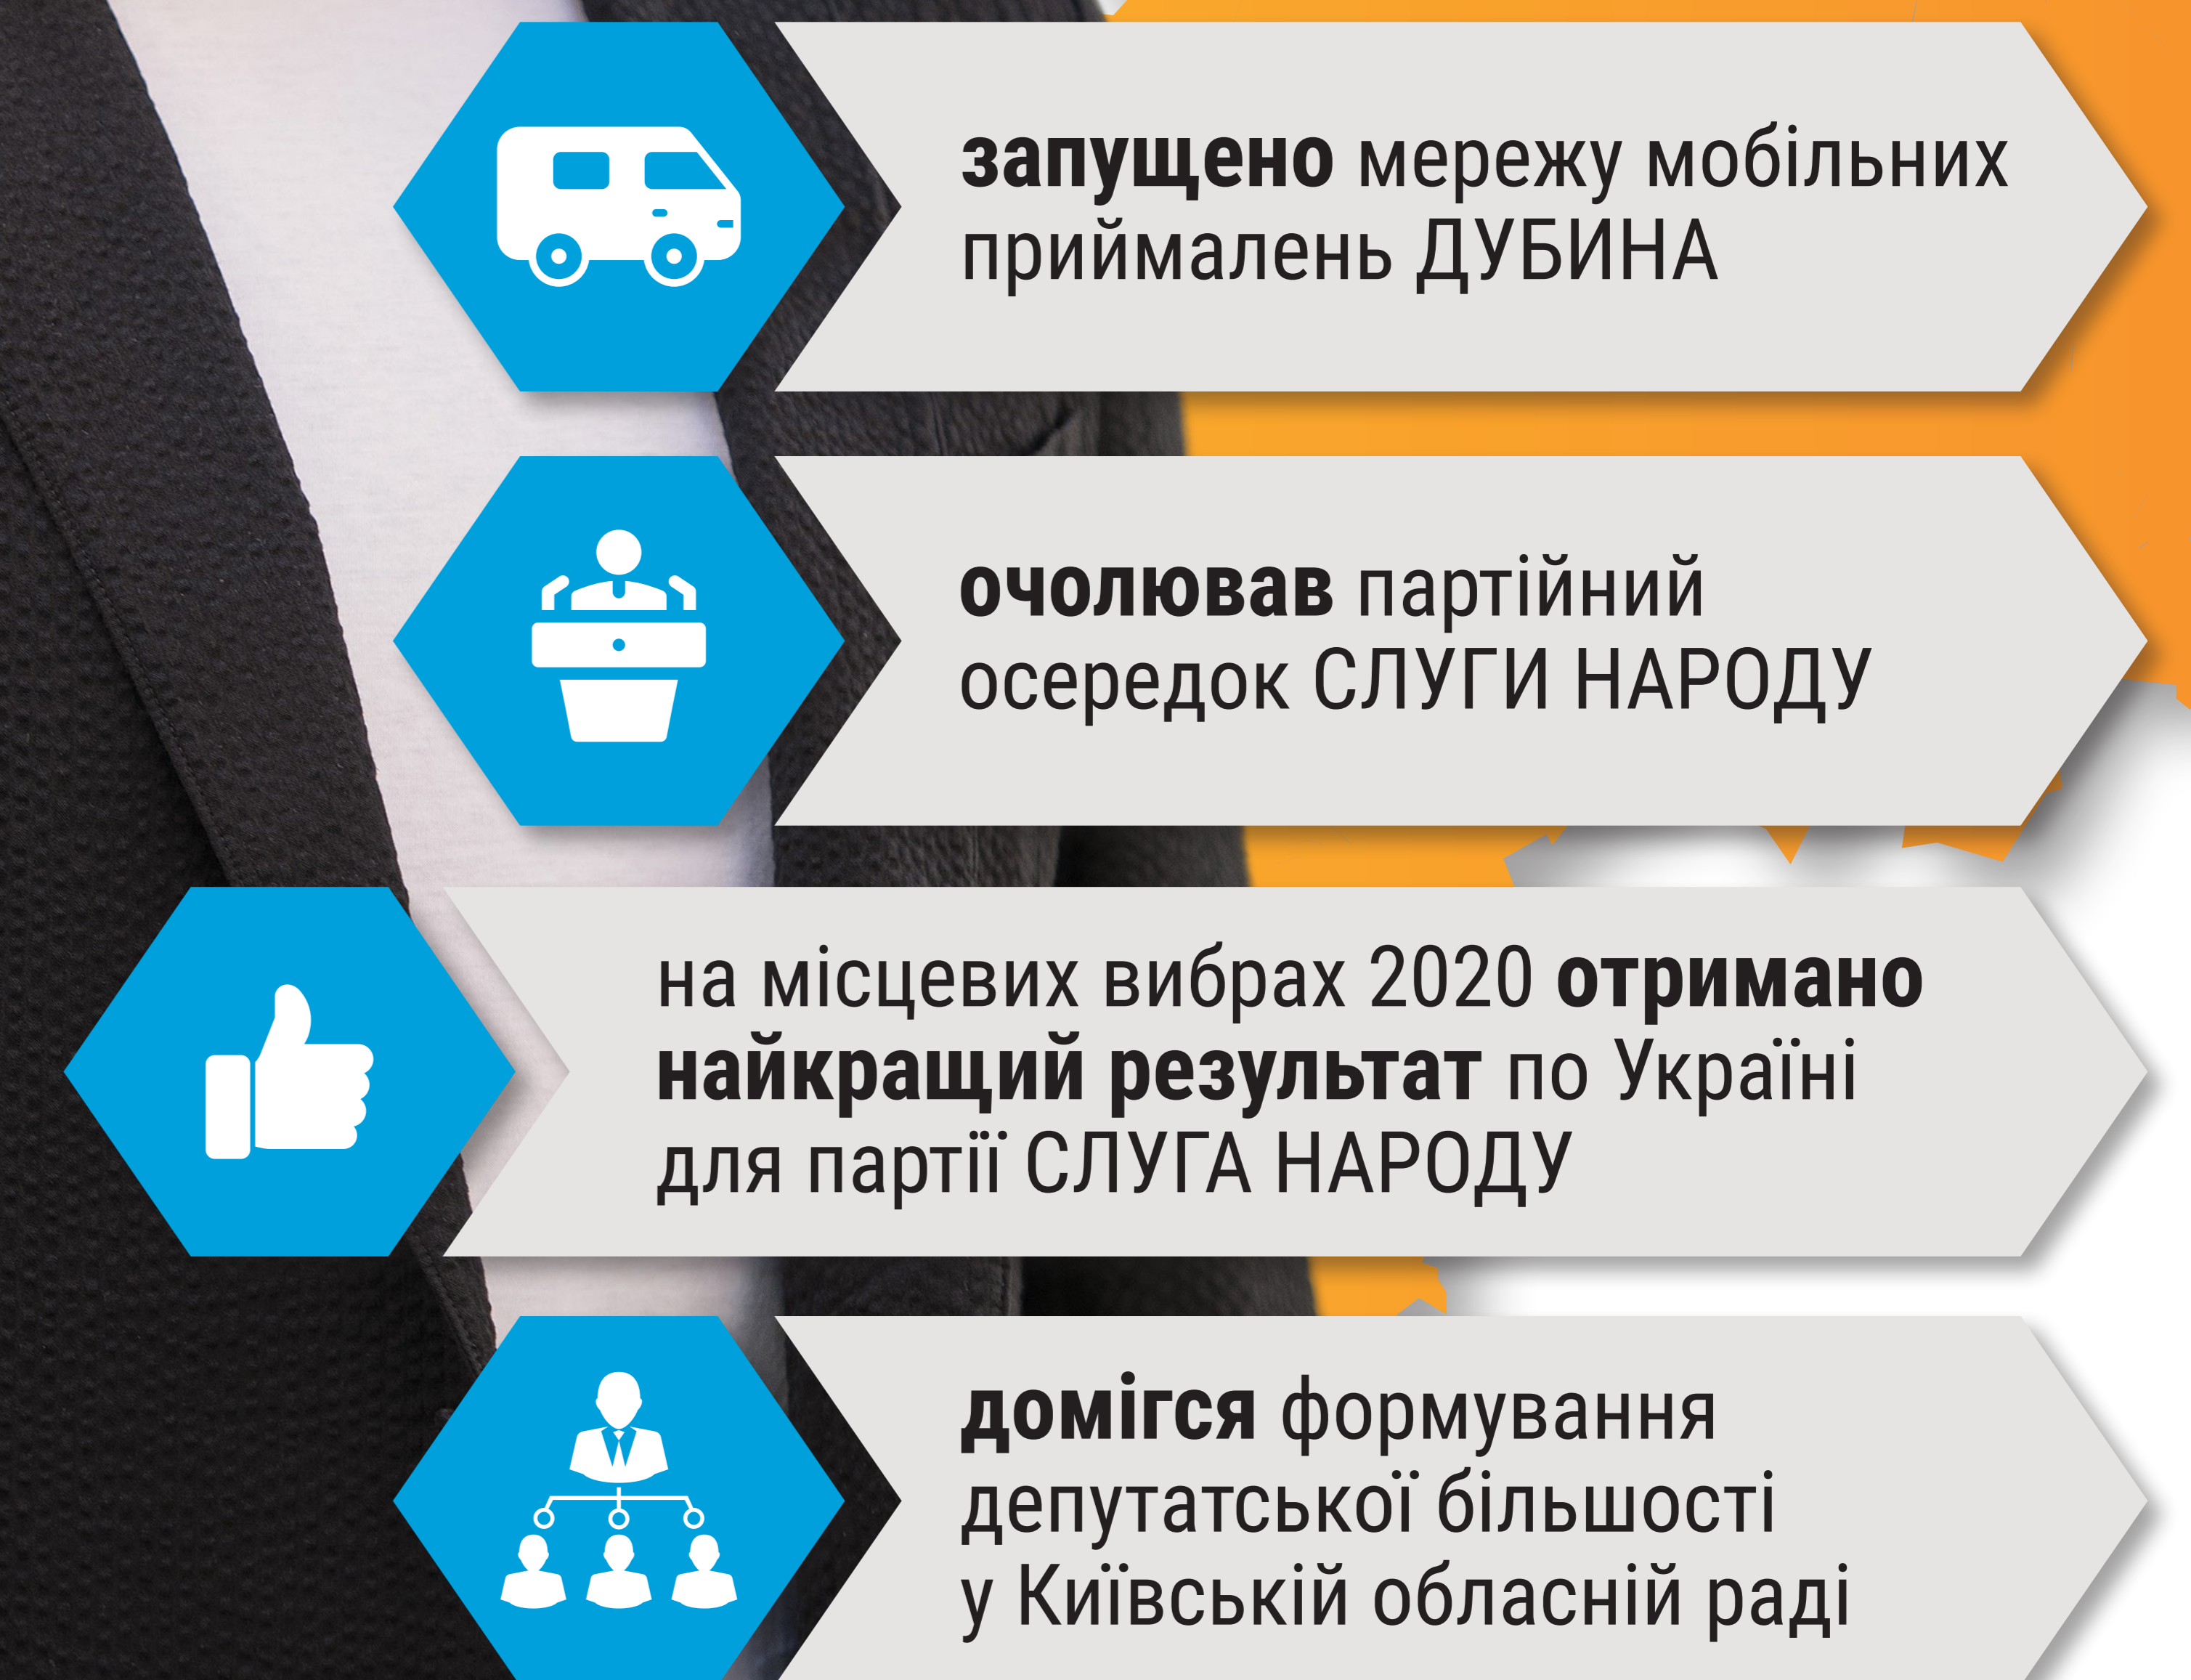 запущено мережу мобільних
приймалень ДУБИНА
очолював партійний
осередок СЛУГИ НАРОДУ
на місцевих вибрах 2020 отримано
найкращий результат по Україні
для партії СЛУГА НАРОДУ
домігся формування
депутатської більшості
у Київській обласній раді